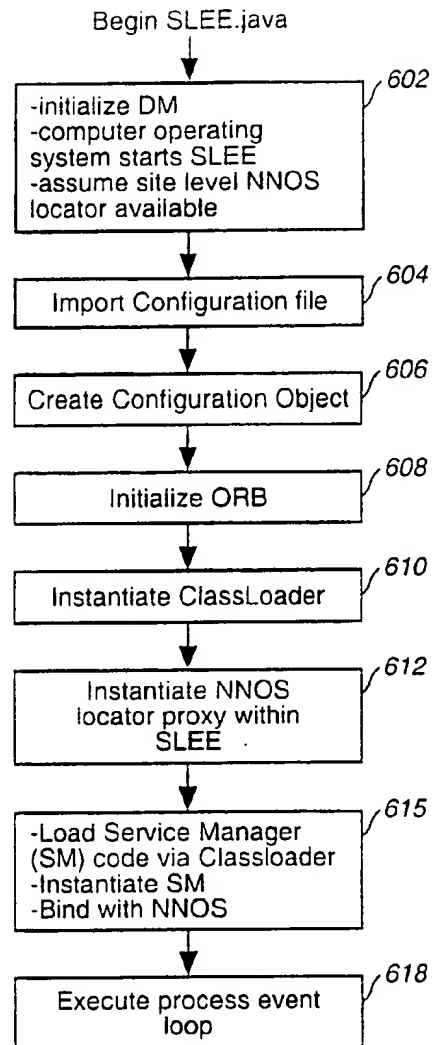 Begin SLEE.java
602
-initialize DM
-computer operating
system starts SLEE
-assume site level NNOS
locator available
604
Import Configuration file
606
Create Configuration Object
608
Initialize ORB
610
Instantiate ClassLoader
612
Instantiate NNOS
locator proxy within
SLEE
615
-Load Service Manager
(SM) code via Classloader
-Instantiate SM
-Bind with NNOS
618
Execute process event
loop